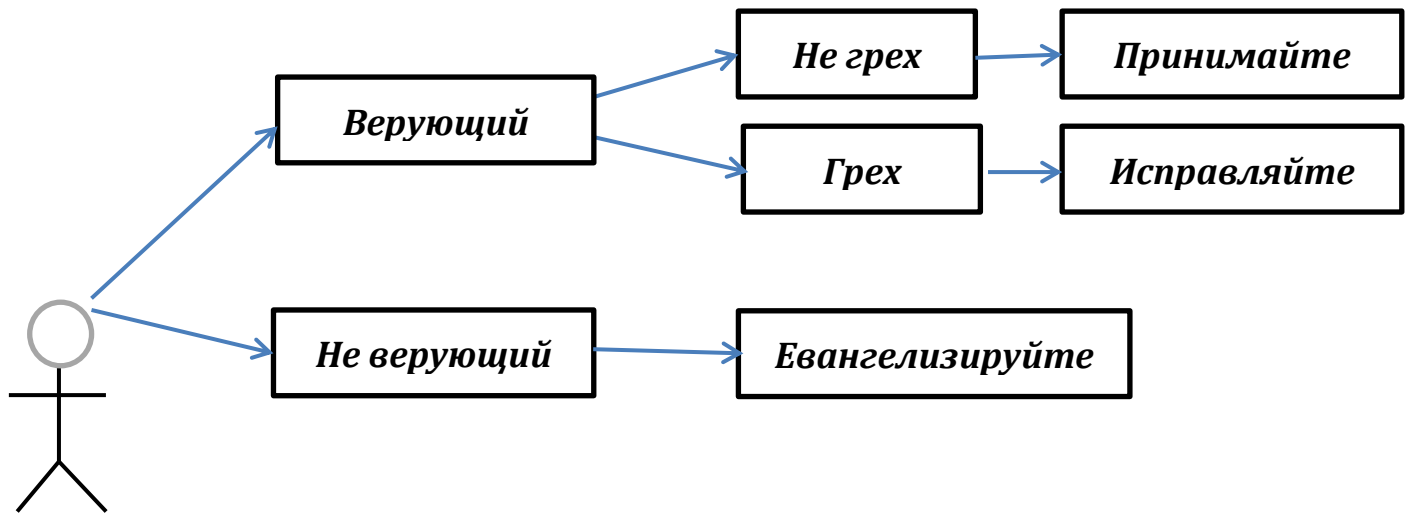 Не грех
Принимайте
Верующий
Грех
Исправляйте
Не верующий
Евангелизируйте